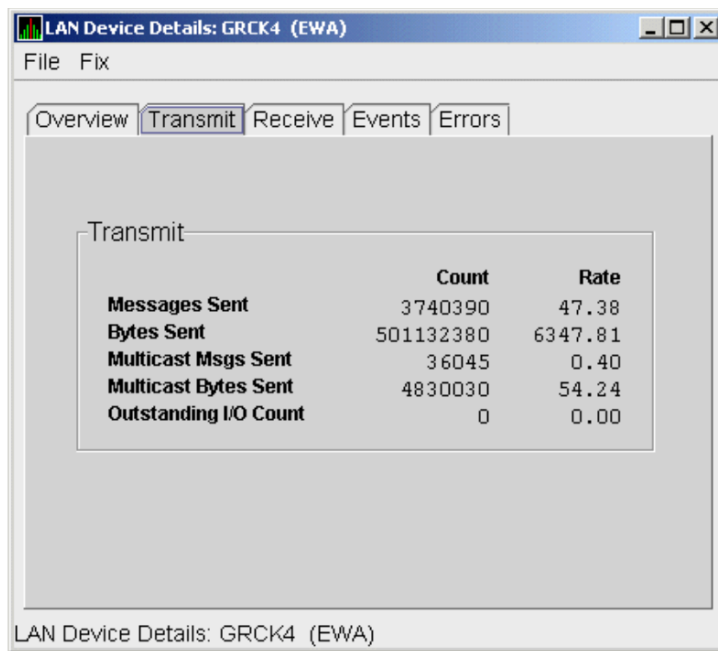 LAN Device Details: GRCK4 (EWA)
File Fix
Overview Transmit Receive Events Errors
Transmit
Count Rate
Messages Sent 3740390 47.38
Bytes Sent 501132380 6347.81
Multicast Msgs Sent 36045 0.40
Multicast Bytes Sent 4830030 54.24
Outstanding I/O Count 0 0.00
LAN Device Details: GRCK4 (EWA)